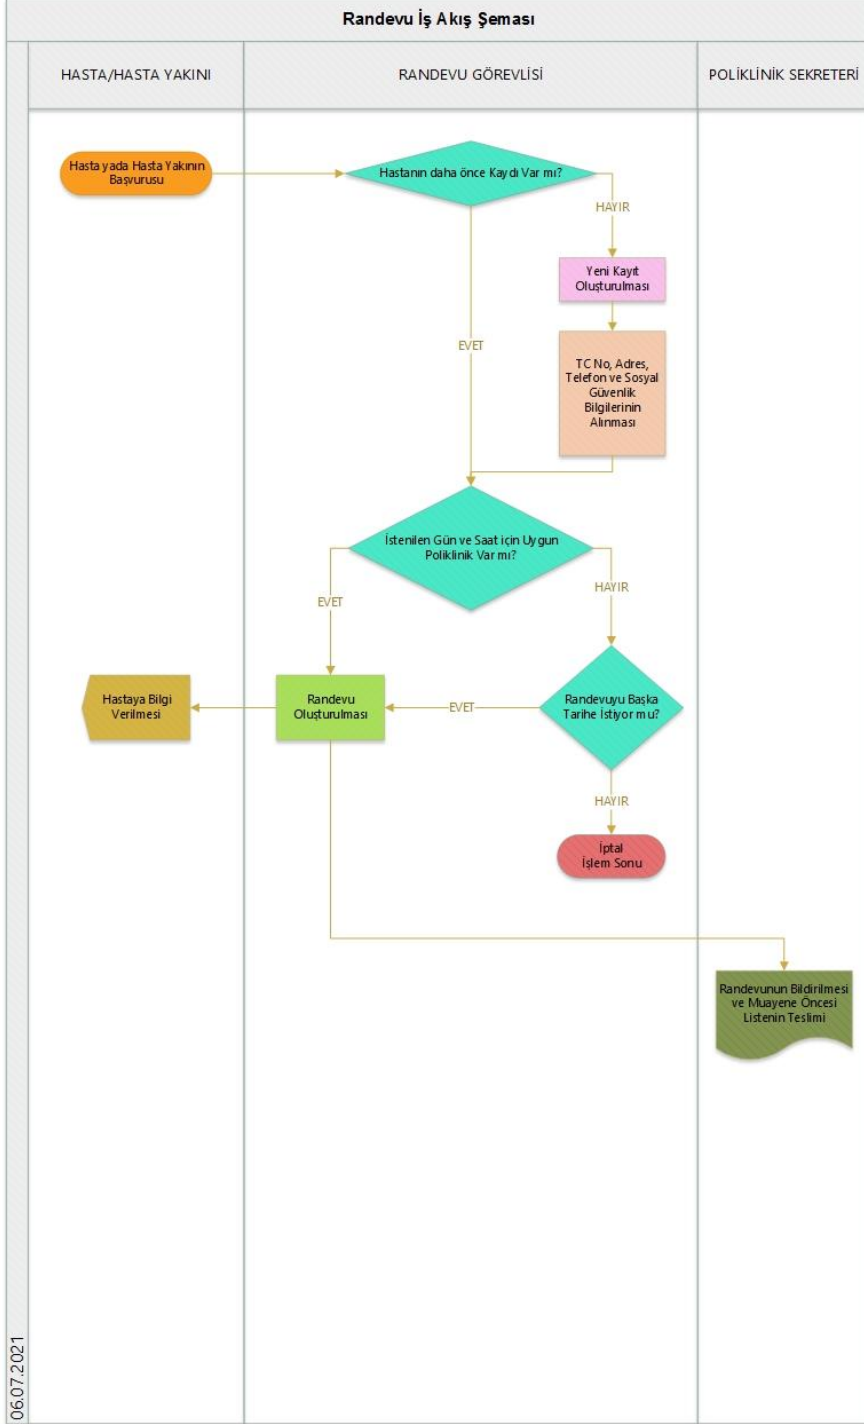 Randevu İş Akış Şeması
HASTA/HASTA YAKINI
RANDEVU GÖREVLİSİ
POLİKLİNİK SEKRETERİ
Hasta yada Hasta Yakının
Başvurusu
Hastanın daha önce Kaydı Var mı?
HAYIR
Yeni Kayıt
Oluşturulması
EVET
TC No, Adres,
Telefon ve Sosyal
Güvenlik
Bilgilerinin
Alınması
İstenilen Gün ve Saat için Uygun
Poliklinik Var mı?
EVET
HAYIR
Hastaya Bilgi
Verilmesi
Randevu
Oluşturulması
EVET
Randevuyu Başka
Tarihe İstiyor mu?
HAYIR
İptal
İşlem Sonu
Randevunun Bildirilmesi
ve Muayene Öncesi
Listenin Teslimi
06.07.2021